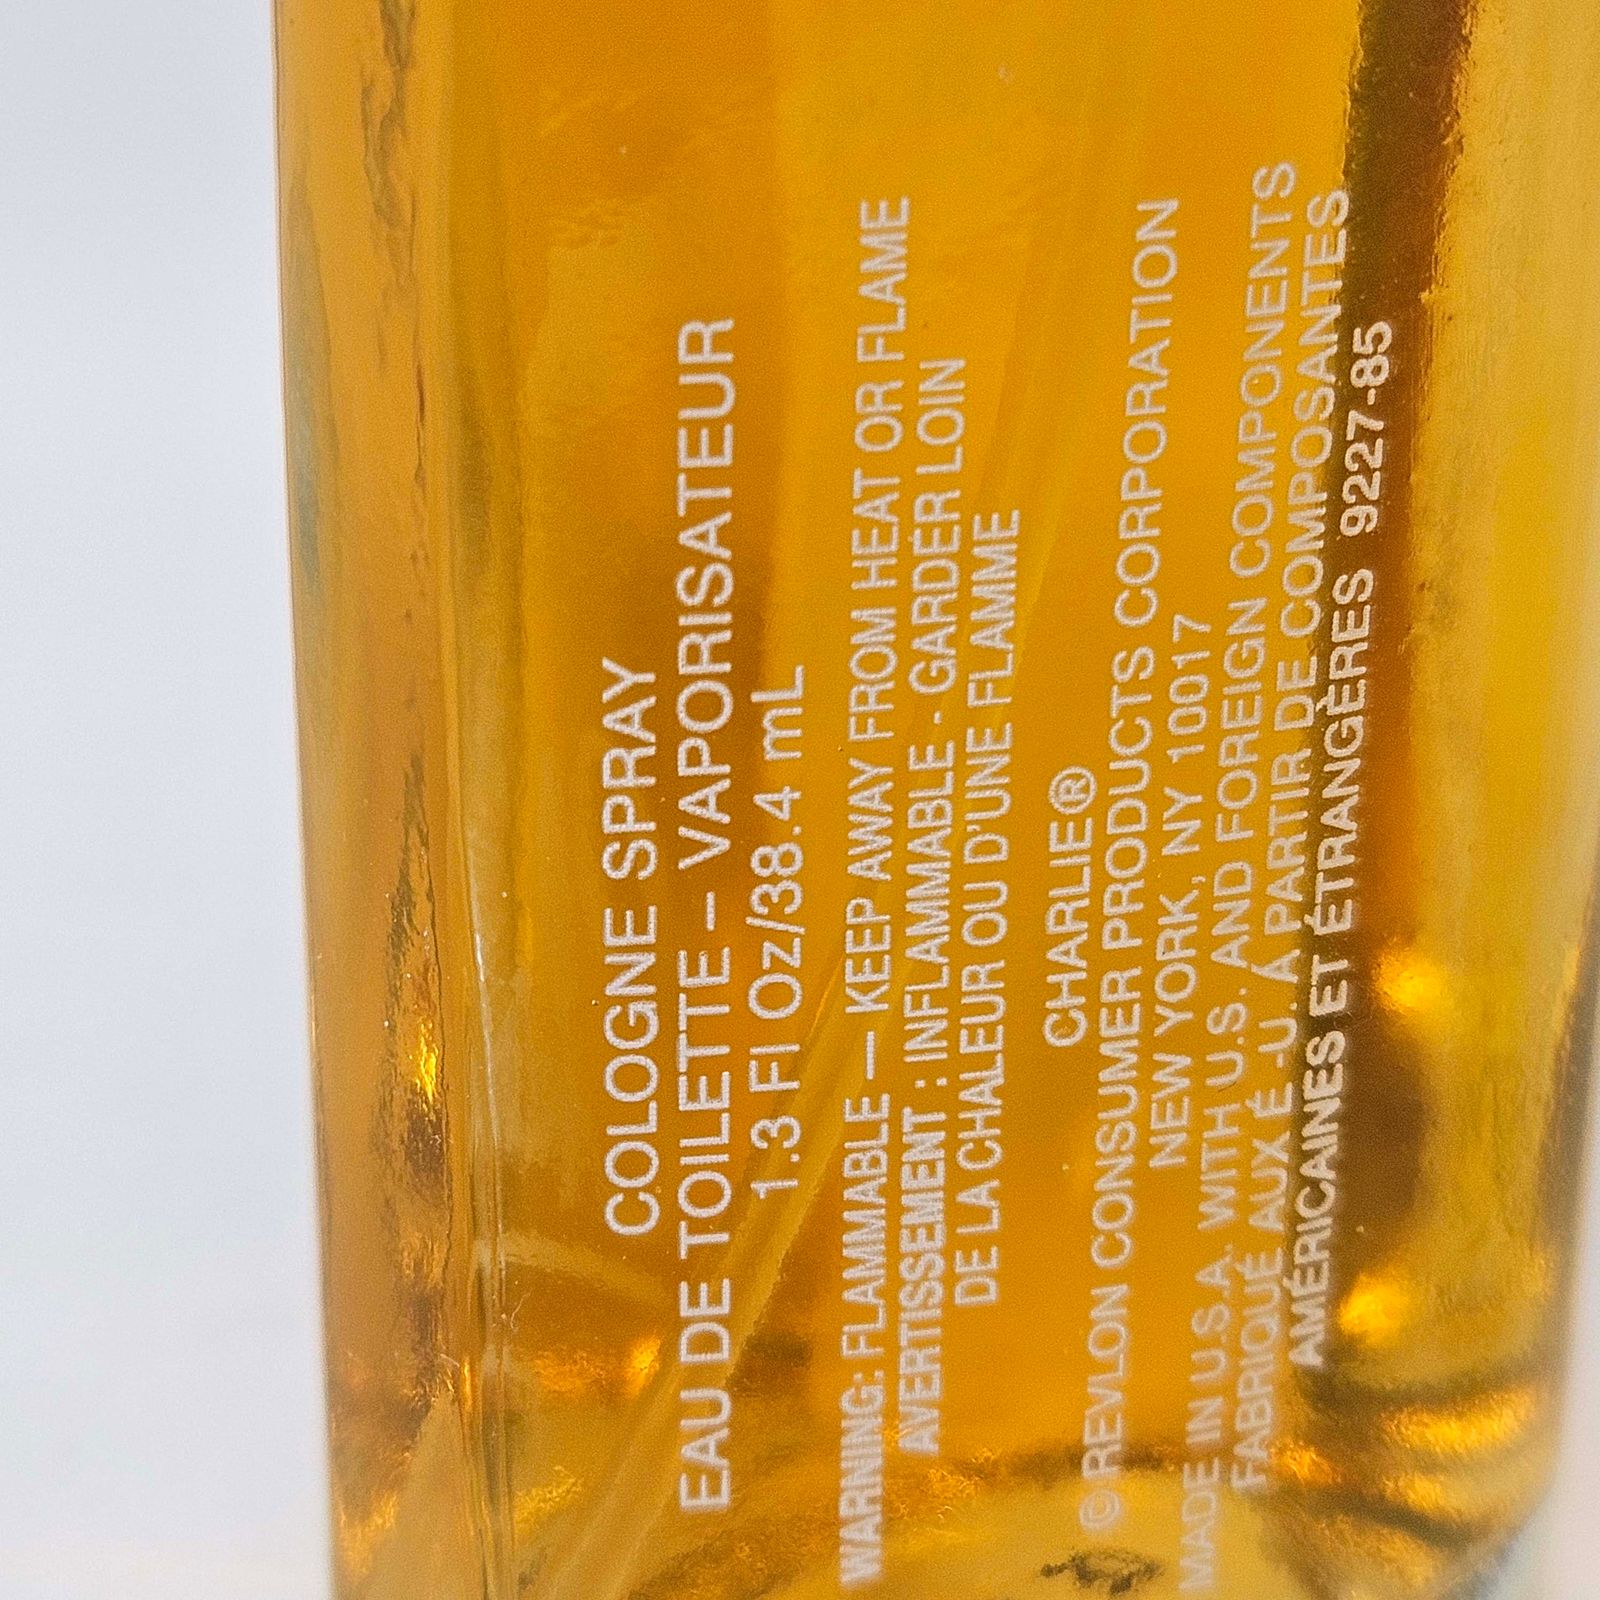 COLOGNE SPRAY
EAU DE TOILETTE – VAPORISATEUR
1.3 Fl Oz/38.4 mL
WARNING: FLAMMABLE — KEEP AWAY FROM HEAT OR FLAME
AVERTISSEMENT : INFLAMMABLE - GARDER LOIN
DE LA CHALEUR OU D'UNE FLAMME
CHARLIE®
©REVLON CONSUMER PRODUCTS CORPORATION
NEW YORK, NY 10017
MADE IN U.S.A. WITH U.S. AND FOREIGN COMPONENTS
FABRIQUÉ AUX É.-U. À PARTIR DE COMPOSANTES
AMÉRICAINES ET ÉTRANGÈRES 9227-85